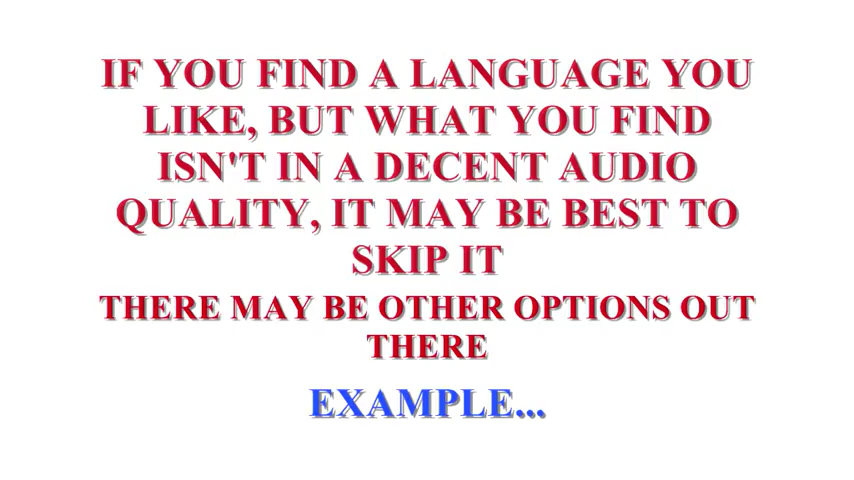 IF YOU FIND A LANGUAGE YOU
LIKE, BUT WHAT YOU FIND
ISN'T IN A DECENT AUDIO
QUALITY, IT MAY BE BEST TO
SKIP IT
THERE MAY BE OTHER OPTIONS OUT
THERE
EXAMPLE...